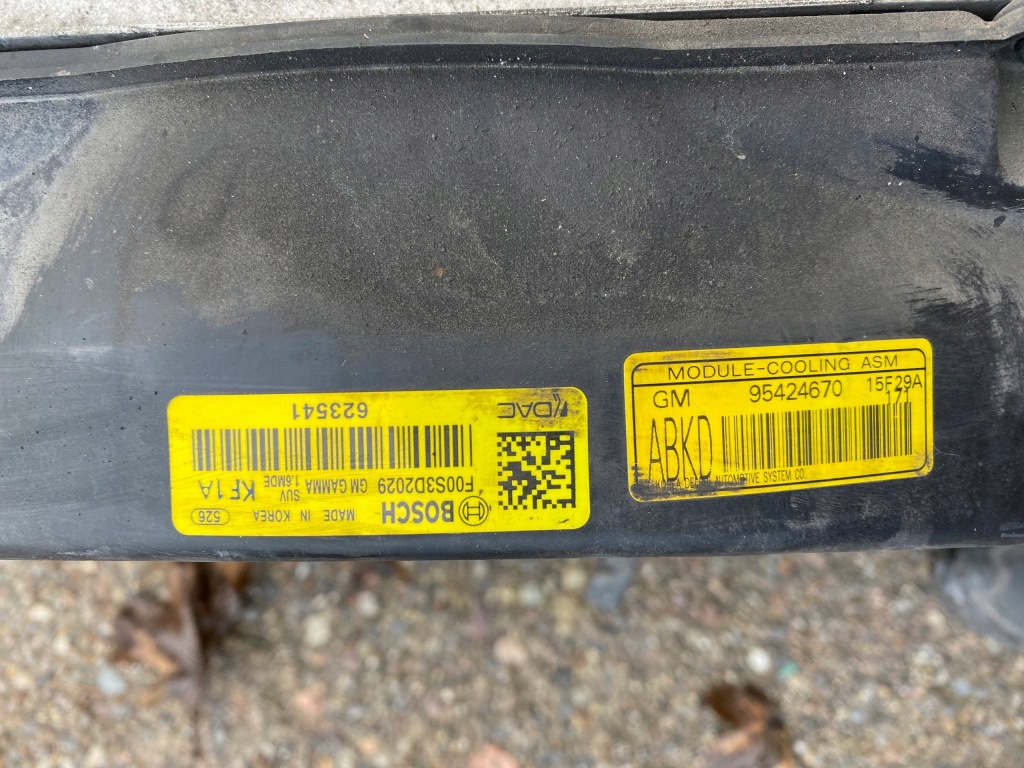 MODULE-COOLING ASM
GM 95424670 15F29A
171
ABKD
AUTOMOTIVE SYSTEM CO.
BOSCH MADE IN KOREA 526
F00S3D2029 GM GAMMA 1,6MDE
SUV KF1A
623541
DAC